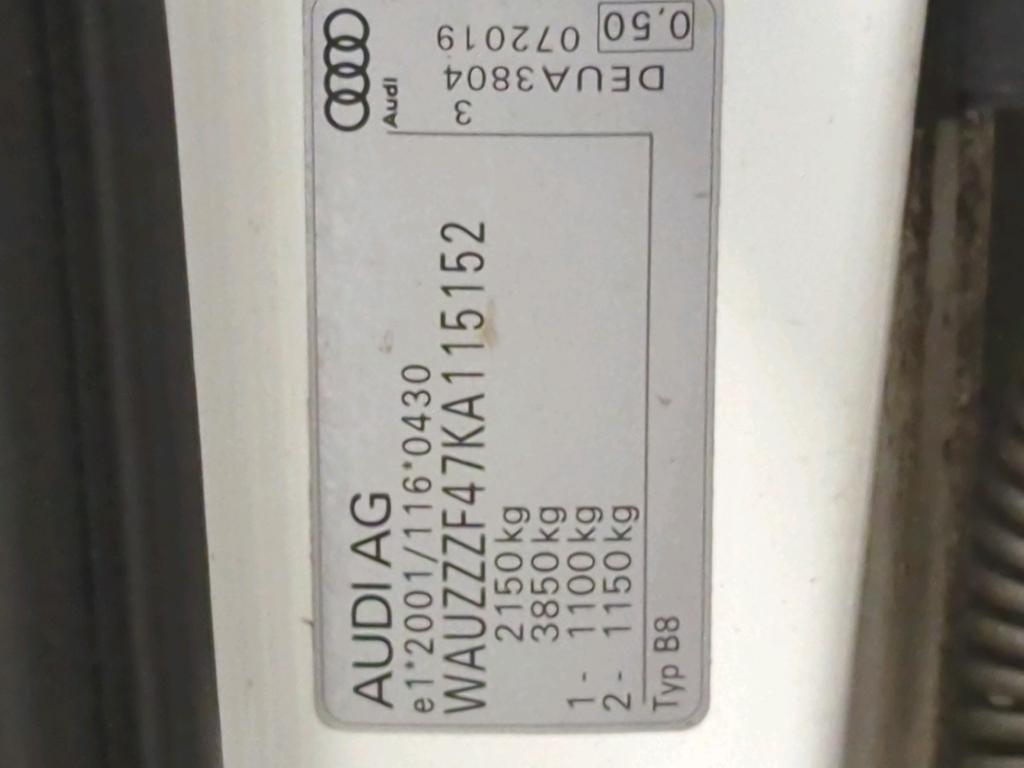 AUDI AG
e1*2001/116*0430
WAUZZZF47KA115152
2150 kg
3850 kg
1 - 1100 kg
2 - 1150 kg
Typ B8
Audi
3
DEUA3804
072019 0,50